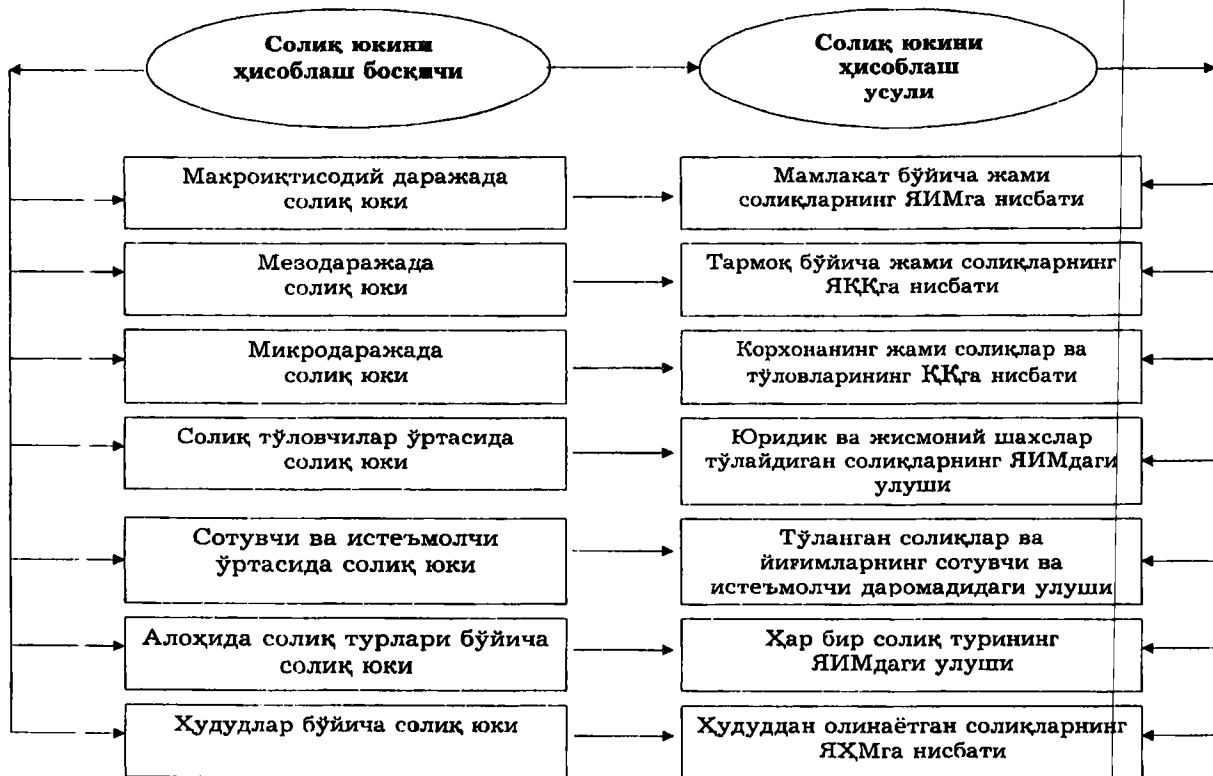 Солиқ юкини
ҳисоблаш босқичи
Солиқ юкини
ҳисоблаш
усули
Макроиқтисодий даражада
солиқ юки
Мамлакат бўйича жами
солиқларнинг ЯИМга нисбати
Мезодаражада
солиқ юки
Тармоқ бўйича жами солиқларнинг
ЯҚҚга нисбати
Микродаражада
солиқ юки
Корхонанинг жами солиқлар ва
тўловларининг ҚҚга нисбати
Солиқ тўловчилар ўртасида
солиқ юки
Юридик ва жисмоний шахслар
тўлайдиган солиқларнинг ЯИМдаги
улуши
Сотувчи ва истеъмолчи
ўртасида солиқ юки
Тўланган солиқлар ва
йиғимларнинг сотувчи ва
истеъмолчи даромадидаги улуши
Алоҳида солиқ турлари бўйича
солиқ юки
Ҳар бир солиқ турининг
ЯИМдаги улуши
Ҳудудлар бўйича солиқ юки
Ҳудуддан олинаётган солиқларнинг
ЯҲМга нисбати